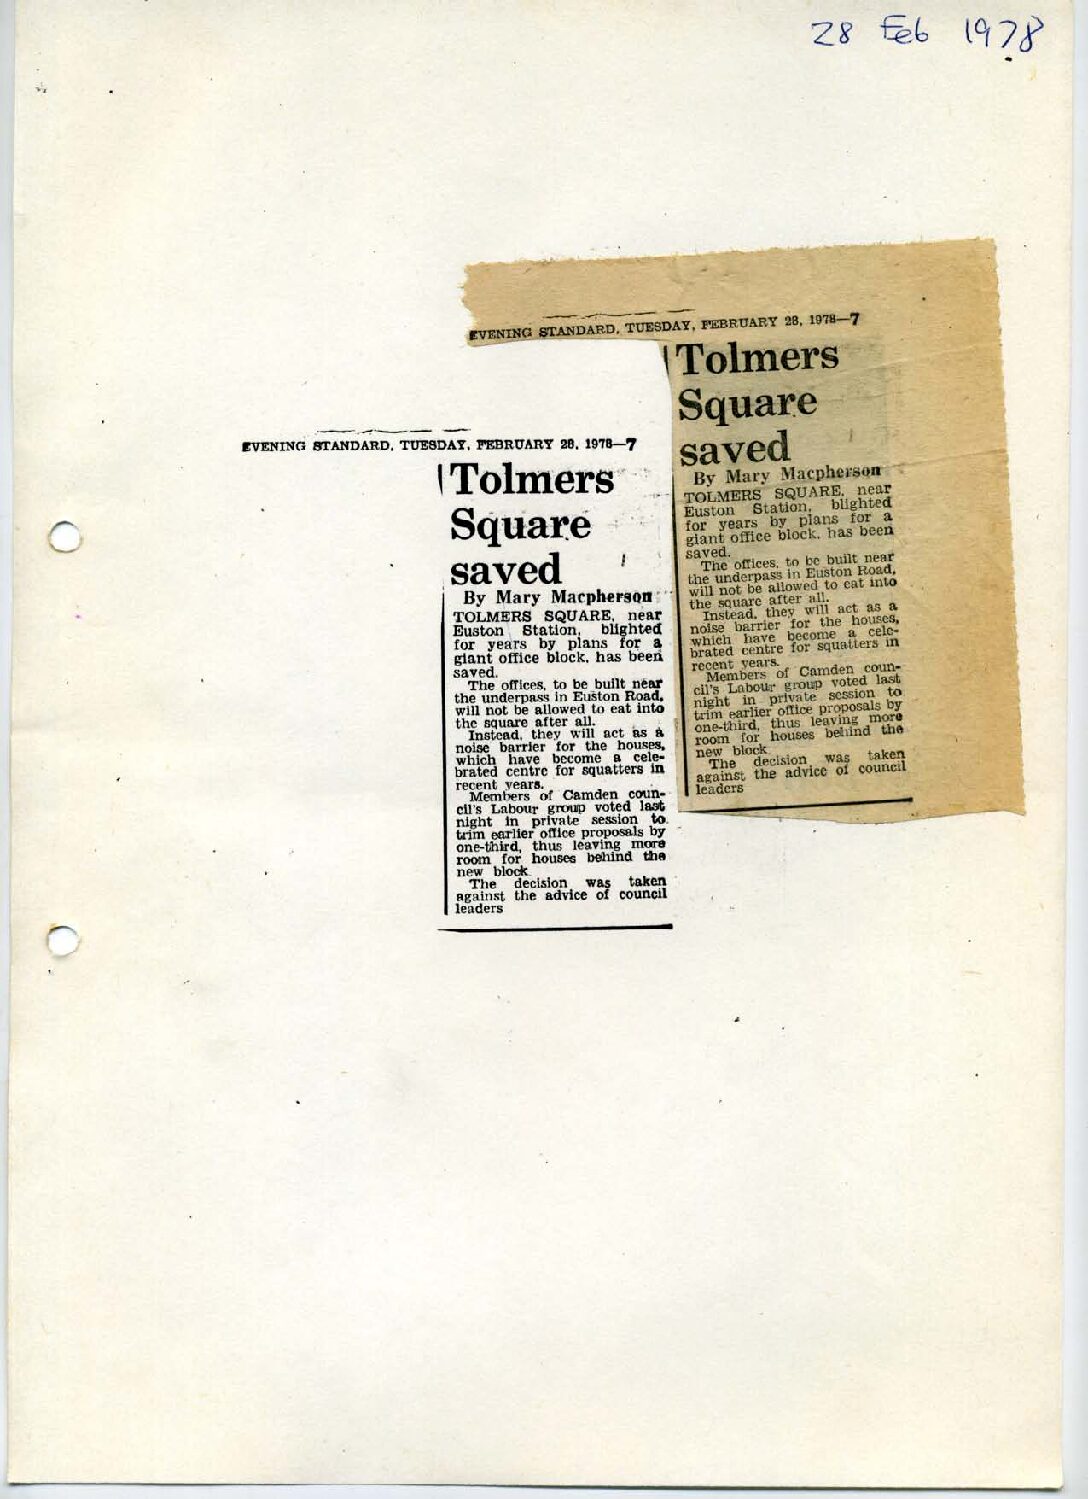 28 Feb 1978
EVENING STANDARD, TUESDAY, FEBRUARY 28, 1978—7
Tolmers
Square
saved
By Mary Macpherson
TOLMERS SQUARE, near
Euston Station, blighted
for years by plans for a
giant office block, has been
saved.
The offices, to be built near
the underpass in Euston Road,
will not be allowed to eat into
the square after all.
Instead, they will act as a
noise barrier for the houses,
which have become a cele-
brated centre for squatters in
recent years.
Members of Camden coun-
cil's Labour group voted last
night in private session to
trim earlier office proposals by
one-third, thus leaving more
room for houses behind the
new block
The decision was taken
against the advice of council
leaders
EVENING STANDARD, TUESDAY, FEBRUARY 28, 1978—7
Tolmers
Square
saved
By Mary Macpherson
TOLMERS SQUARE, near
Euston Station, blighted
for years by plans for a
giant office block, has been
saved.
The offices, to be built near
the underpass in Euston Road,
will not be allowed to eat into
the square after all.
Instead, they will act as a
noise barrier for the houses,
which have become a cele-
brated centre for squatters in
recent years.
Members of Camden coun-
cil's Labour group voted last
night in private session to
trim earlier office proposals by
one-third, thus leaving more
room for houses behind the
new block
The decision was taken
against the advice of council
leaders